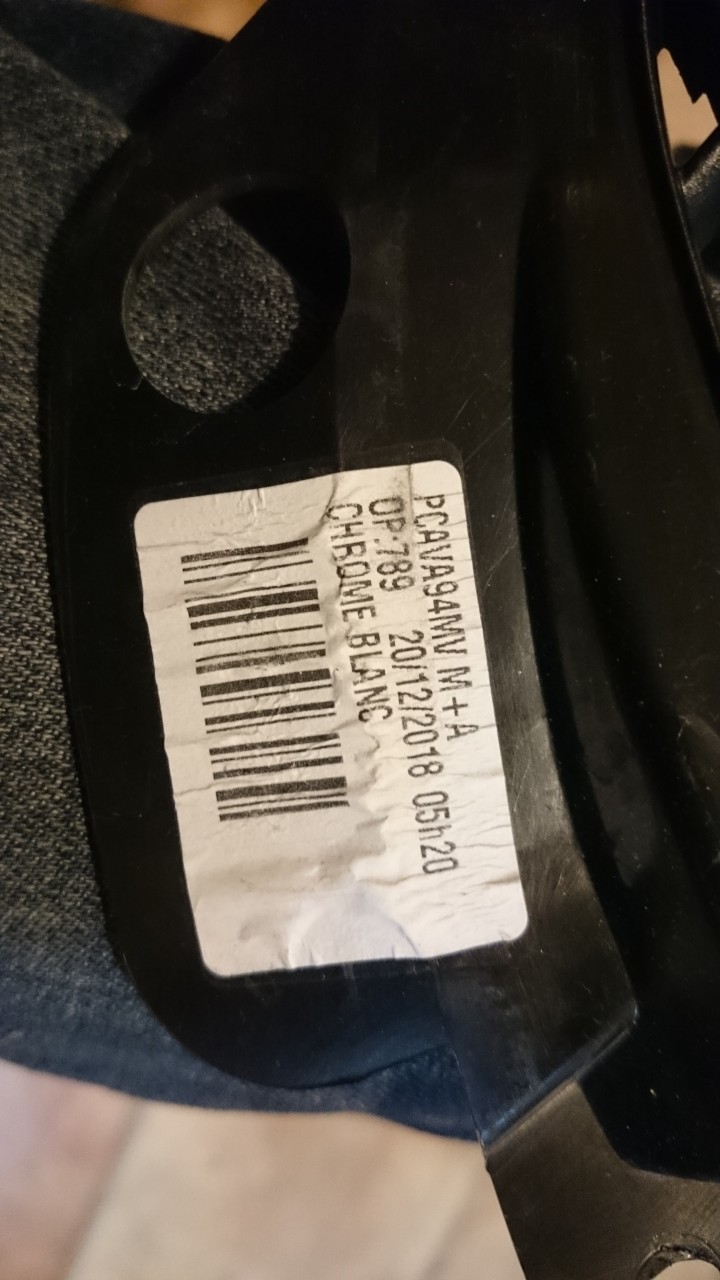 PCAVA94MV M+A
OP.789 20/12/2018 05h20
CHROME BLANC